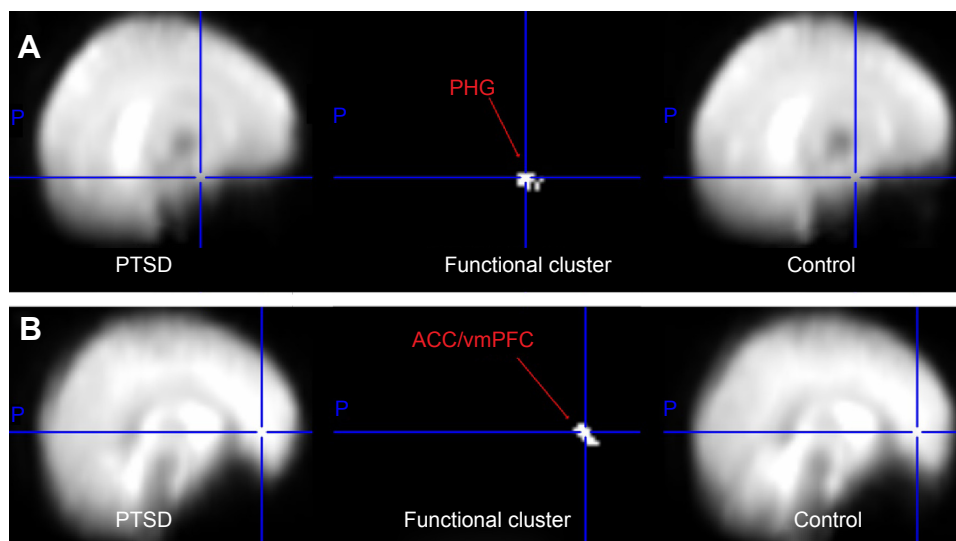 A
PHG
P
P
P
PTSD
Functional cluster
Control
B
ACC/vmPFC
P
P
P
PTSD
Functional cluster
Control